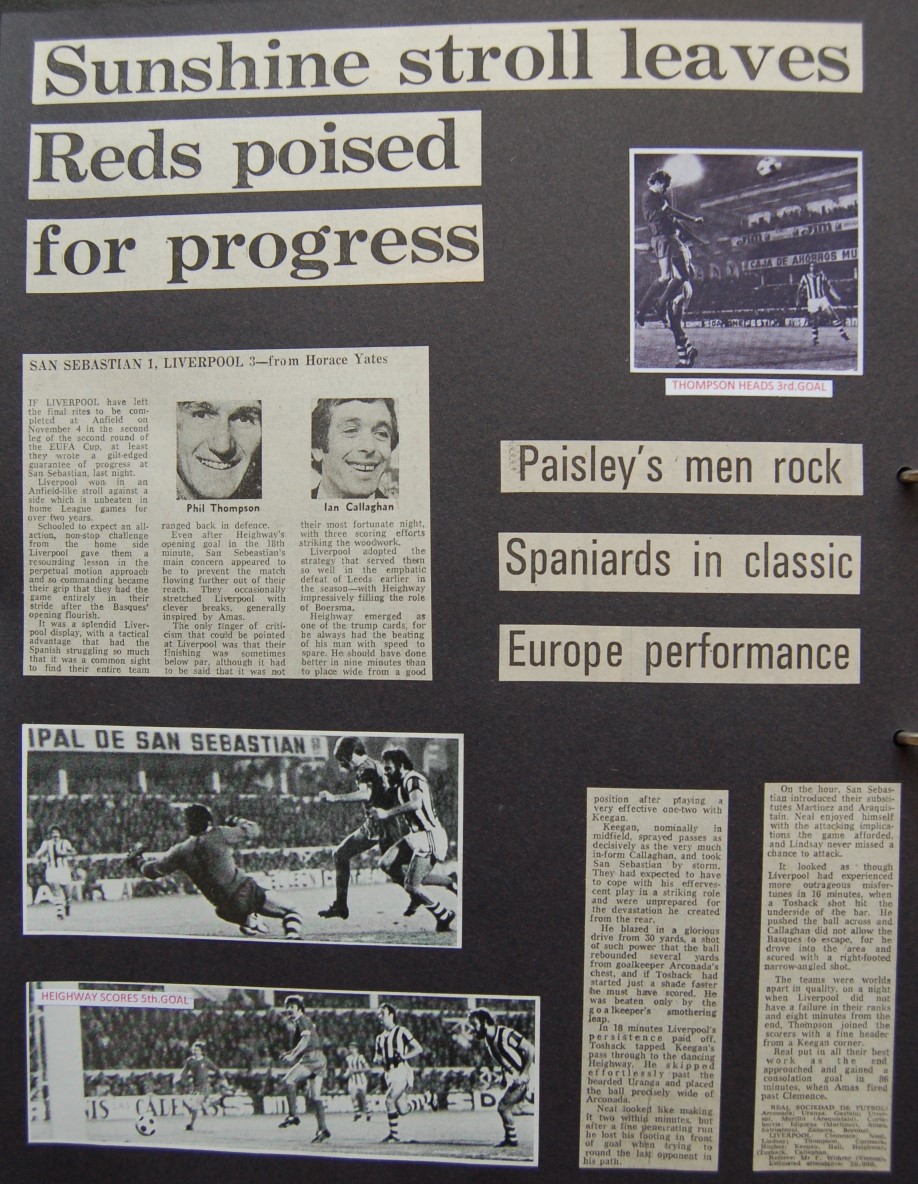 Sunshine stroll leaves
Reds poised
for progress
CAJA DE AHORROS MU
THOMPSON HEADS 3rd.GOAL
SAN SEBASTIAN 1, LIVERPOOL 3—from Horace Yates
IF LIVERPOOL have left
the final rites to be com-
pleted at Anfield on
November 4 in the second
leg of the second round of
the EUFA Cup, at least
they wrote a gilt-edged
guarantee of progress at
San Sebastian, last night.
Liverpool won in an
Anfield-like stroll against a
side which is unbeaten in
home League games for
over two years.
Schooled to expect an all-
action, non-stop challenge
from the home side
Liverpool gave them a
resounding lesson in the
perpetual motion approach
and so commanding became
their grip that they had the
game entirely in their
stride after the Basques'
opening flourish.
It was a splendid Liver-
pool display, with a tactical
advantage that had the
Spanish struggling so much
that it was a common sight
to find their entire team
Phil Thompson
ranged back in defence.
Even after Heighway's
opening goal in the 18th
minute, San Sebeastian's
main concern appeared to
be to prevent the match
flowing further out of their
reach. They occasionally
stretched Liverpool with
clever breaks, generally
inspired by Amas.
The only finger of criti-
cism that could be pointed
at Liverpool was that their
finishing was sometimes
below par, although it had
to be said that it was not
Ian Callaghan
their most fortunate night,
with three scoring efforts
striking the woodwork.
Liverpool adopted the
strategy that served them
so well in the emphatic
defeat of Leeds earlier in
the season—with Heighway
impressively filling the role
of Boersma.
Heighway emerged as
one of the trump cards, for
he always had the beating
of his man with speed to
spare. He should have done
better in nine minutes than
to place wide from a good
Paisley's men rock
Spaniards in classic
Europe performance
IPAL DE SAN SEBASTIAN
HEIGHWAY SCORES 5th.GOAL
position after playing a
very effective one-two with
Keegan.
Keegan, nominally in
midfield, sprayed passes as
decisively as the very much
in-form Callaghan, and took
San Sebastian by storm.
They had expected to have
to cope with his efferves-
cent play in a striking role
and were unprepared for
the devastation he created
from the rear.
He blazed in a glorious
drive from 30 yards, a shot
of such power that the ball
rebounded several yards
from goalkeeper Arconada's
chest, and if Toshack had
started just a shade faster
he must have scored. He
was beaten only by the
goalkeeper's smothering
leap.
In 18 minutes Liverpool's
persistence paid off.
Toshack tapped Keegan's
pass through to the dancing
Heighway. He skipped
effortlessly past the
bearded Uranga and placed
the ball precisely wide of
Arconada.
Neal looked like making
it two within minutes, but
after a fine penetrating run
he lost his footing in front
of goal when trying to
round the last opponent in
his path.
On the hour, San Sebas-
tian introduced their substi-
tutes Martinez and Araquis-
tain. Neal enjoyed himself
with the attacking implica-
tions the game afforded,
and Lindsay never missed a
chance to attack.
It looked as though
Liverpool had experienced
more outrageous misfor-
tunes in 16 minutes, when
a Toshack shot hit the
underside of the bar. He
pushed the ball across and
Callaghan did not allow the
Basques to escape, for he
drove into the area and
scored with a right-footed
narrow-angled shot.
The teams were worlds
apart in quality, on a night
when Liverpool did not
have a failure in their ranks
and eight minutes from the
end, Thompson joined the
scorers with a fine header
from a Keegan corner.
Real put in all their best
work as the end
approached and gained a
consolation goal in 86
minutes, when Amas fired
past Clemence.
REAL SOCIEDAD DE FUTBOL: